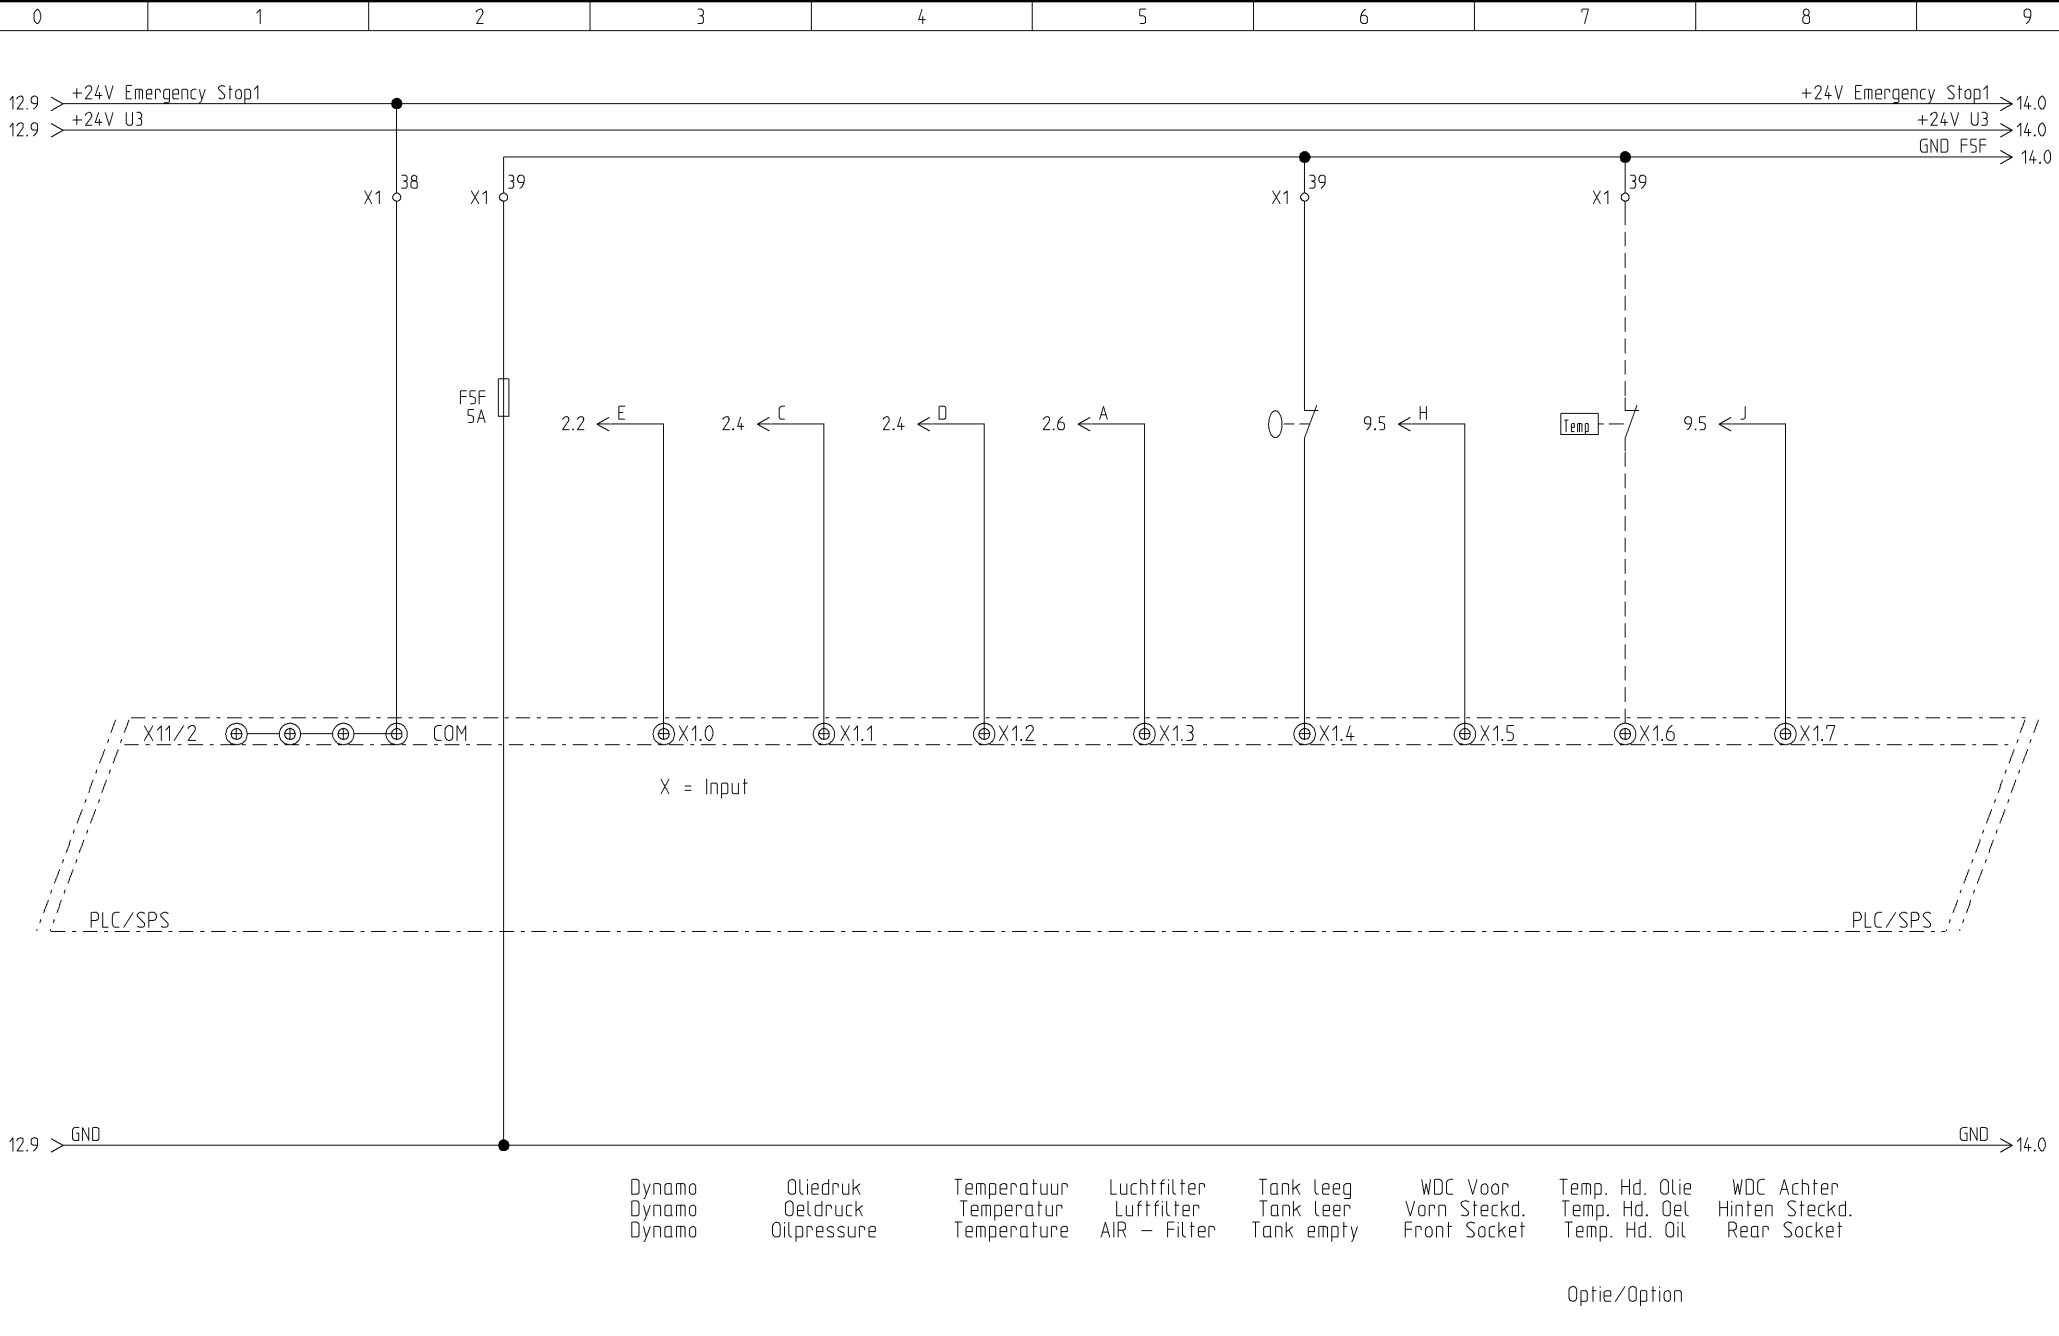 0 1 2 3 4 5 6 7 8 9
12.9 +24V Emergency Stop1 +24V Emergency Stop1 14.0
12.9 +24V U3 +24V U3 14.0
GND F5F 14.0
38 39 39 39
X1 X1 X1 X1
F5F
5A
2.2 E 2.4 C 2.4 D 2.6 A 9.5 H Temp 9.5 J
X11/2 COM X1.0 X1.1 X1.2 X1.3 X1.4 X1.5 X1.6 X1.7
X = Input
PLC/SPS PLC/SPS
12.9 GND GND 14.0
Dynamo Oliedruk Temperatuur Luchtfilter Tank leeg WDC Voor Temp. Hd. Olie WDC Achter
Dynamo Oeldruck Temperatur Luftfilter Tank leer Vorn Steckd. Temp. Hd. Oel Hinten Steckd.
Dynamo Oilpressure Temperature AIR - Filter Tank empty Front Socket Temp. Hd. Oil Rear Socket
Optie/Option